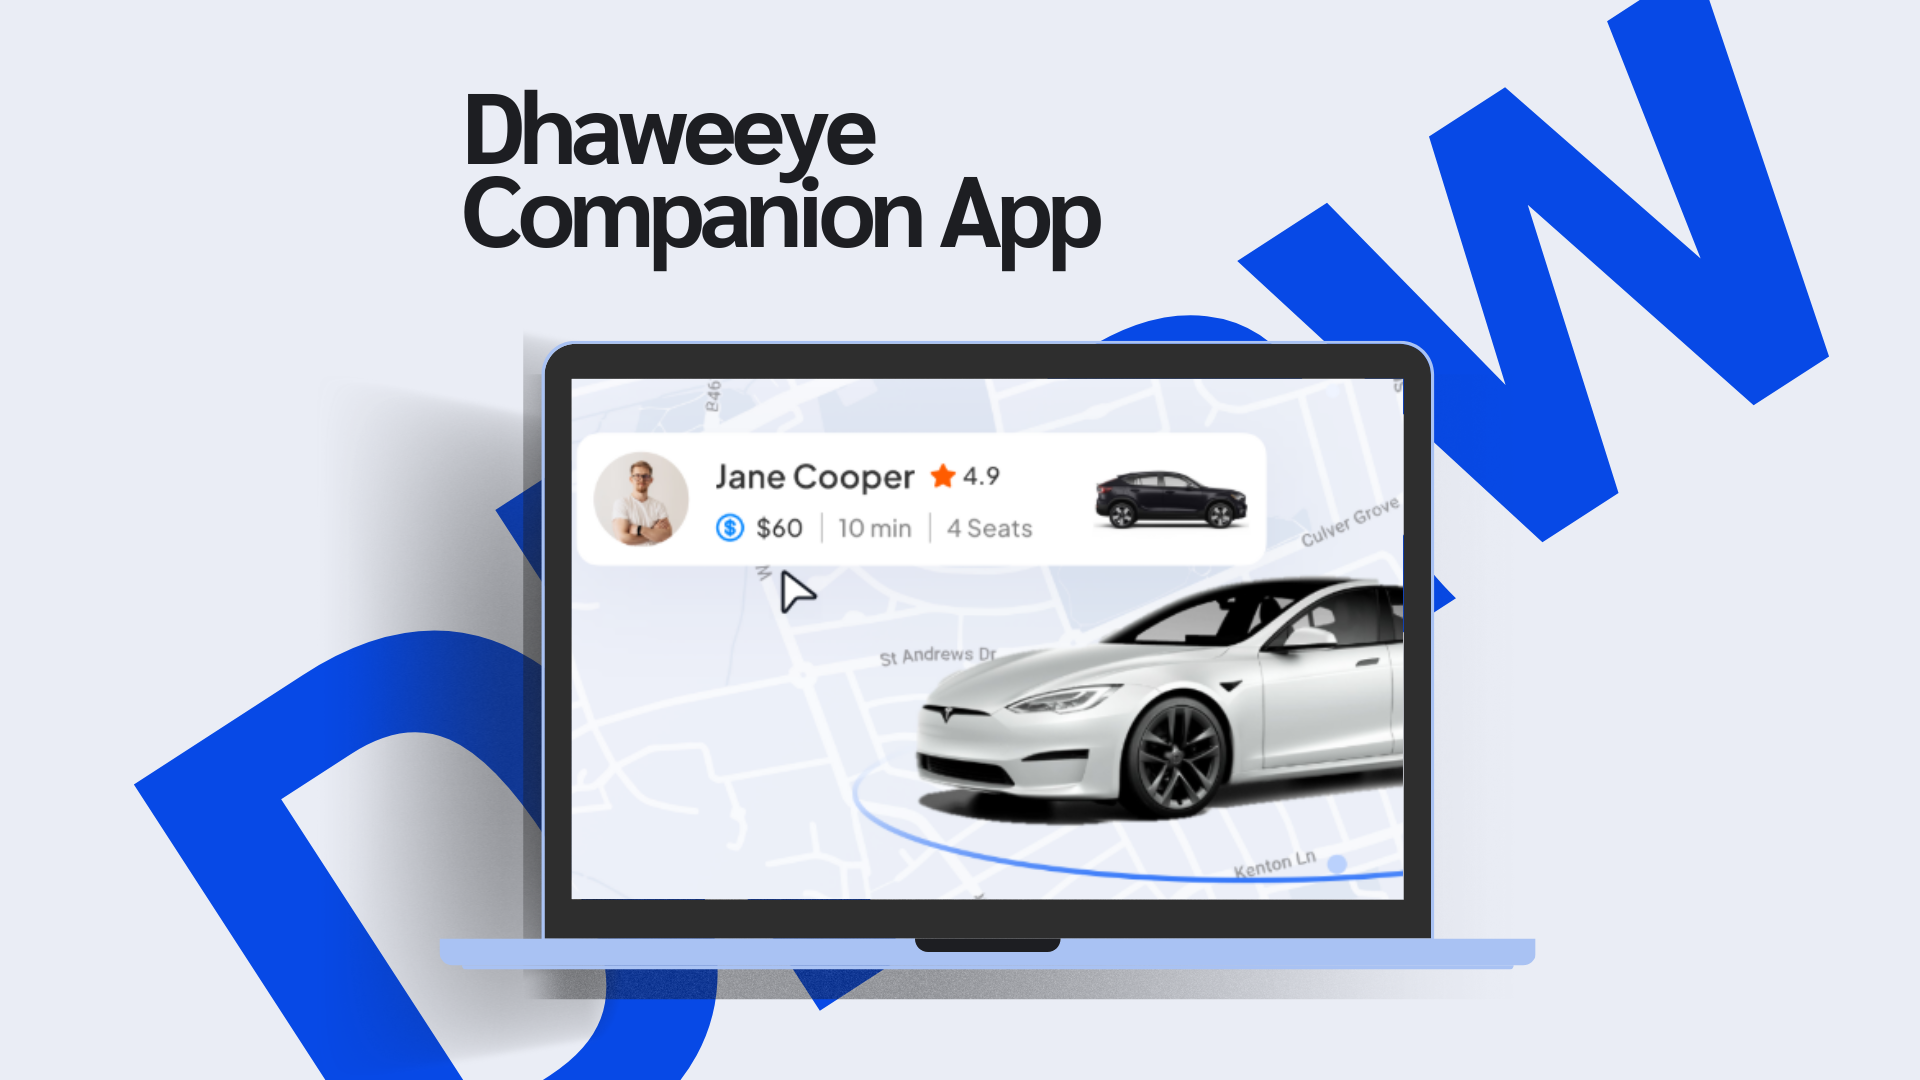 Dhaweeye
Companion App
B46
Jane Cooper 4.9
$60 10 min 4 Seats
Culver Grove
St Andrews Dr
Kenton Ln
D
W